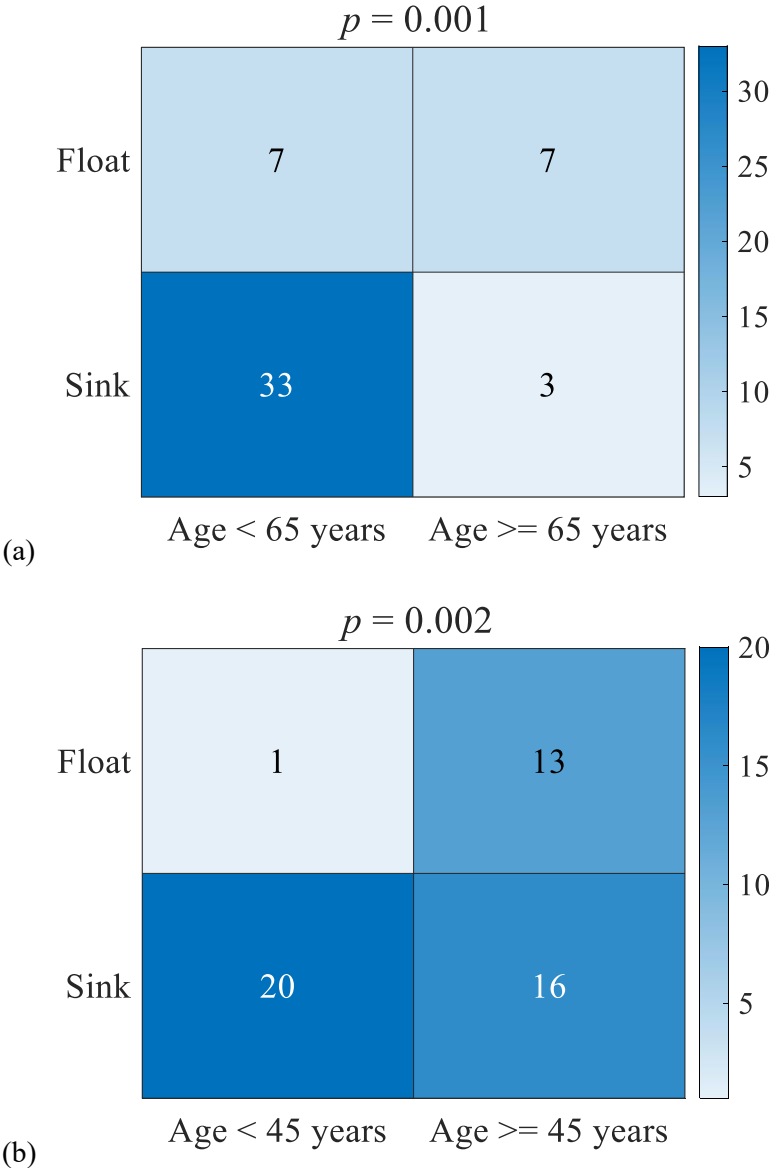 p = 0.001
Float 7 7
Sink 33 3
Age < 65 years Age >= 65 years
30
25
20
15
10
5
(a)
p = 0.002
Float 1 13
Sink 20 16
Age < 45 years Age >= 45 years
20
15
10
5
(b)